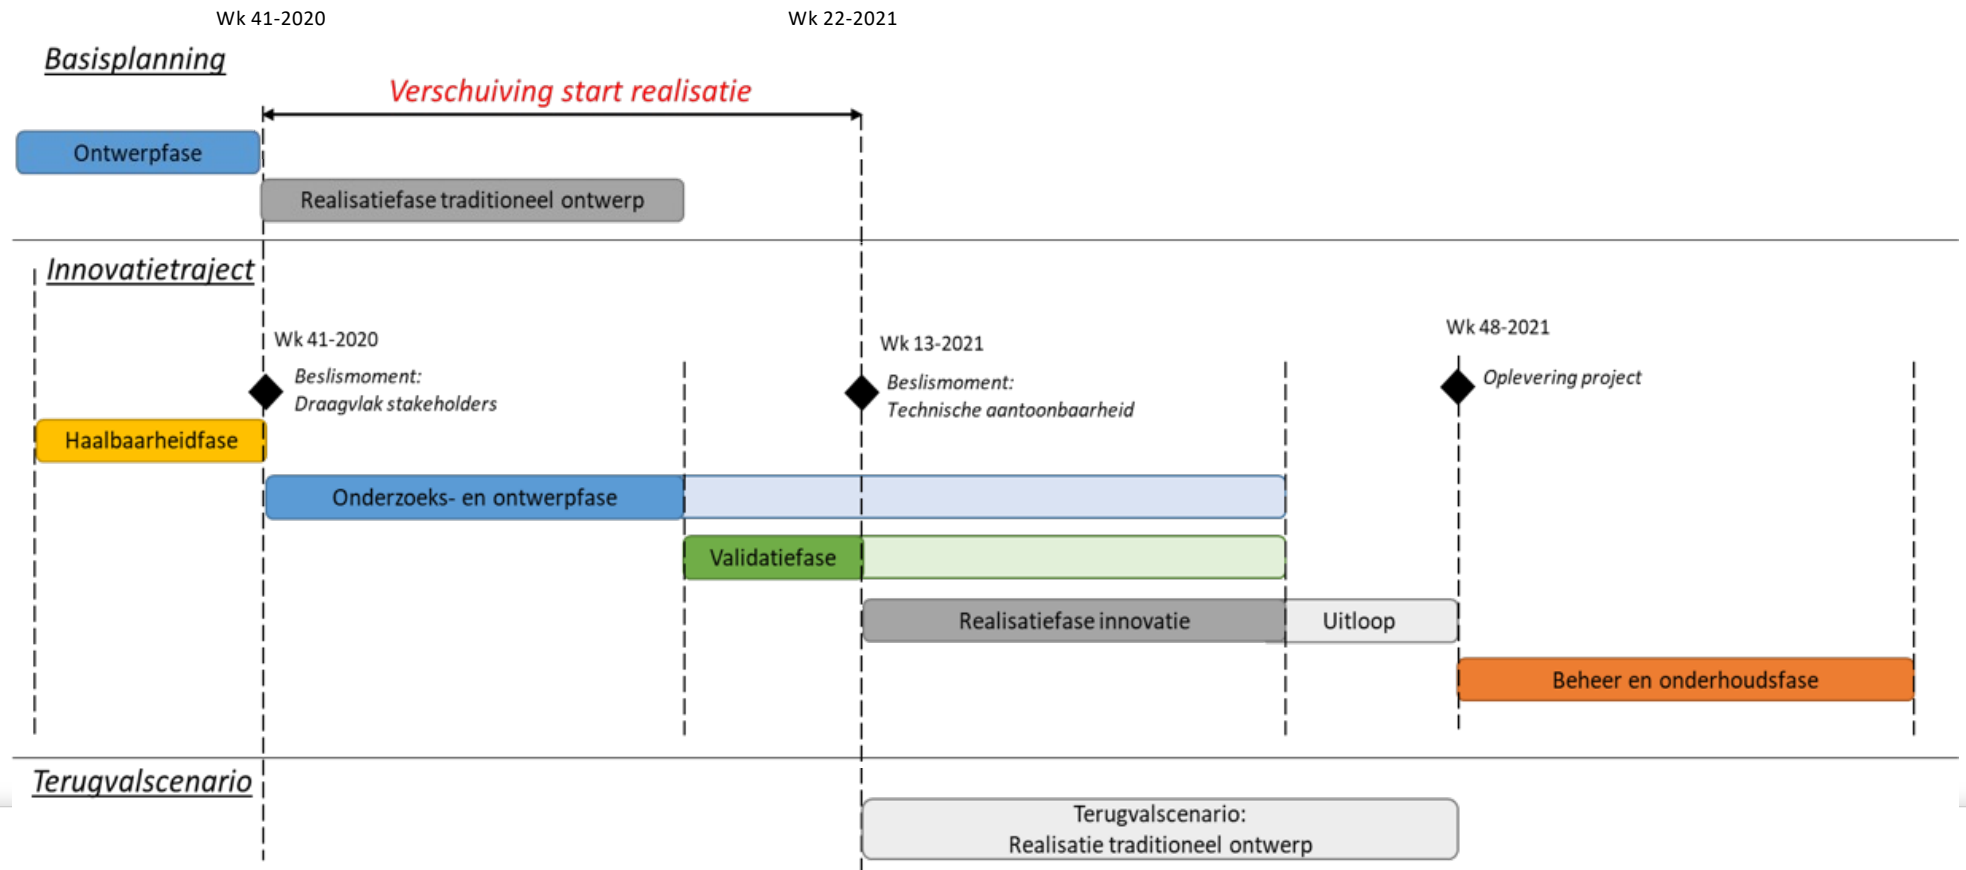 Wk 41-2020
Wk 22-2021
Basisplanning
Verschuiving start realisatie
Ontwerpfase
Realisatiefase traditioneel ontwerp
Innovatietraject
Wk 41-2020
Beslismoment:
Draagvlak stakeholders
Wk 13-2021
Beslismoment:
Technische aantoonbaarheid
Wk 48-2021
Oplevering project
Haalbaarheidfase
Onderzoeks- en ontwerpfase
Validatiefase
Realisatiefase innovatie
Uitloop
Beheer en onderhoudsfase
Terugvalscenario
Terugvalscenario:
Realisatie traditioneel ontwerp